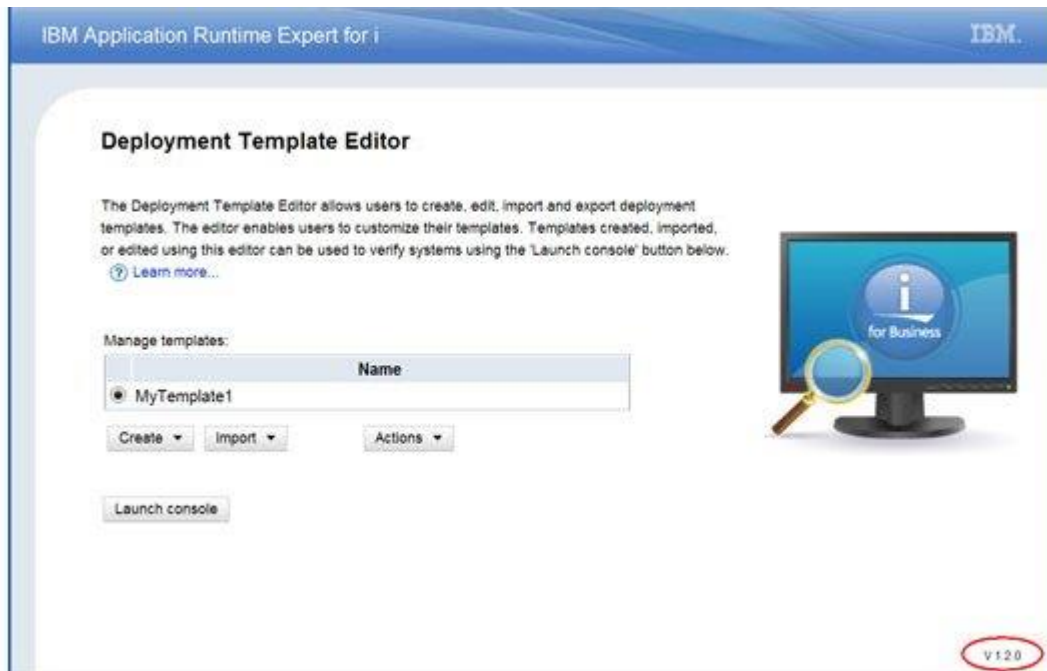 IBM Application Runtime Expert for i
IBM.
Deployment Template Editor
The Deployment Template Editor allows users to create, edit, import and export deployment
templates. The editor enables users to customize their templates. Templates created, imported,
or edited using this editor can be used to verify systems using the 'Launch console' button below.
? Learn more...
i
for Business
Manage templates:
Name
MyTemplate1
Create
Import
Actions
Launch console
V 1 2 0